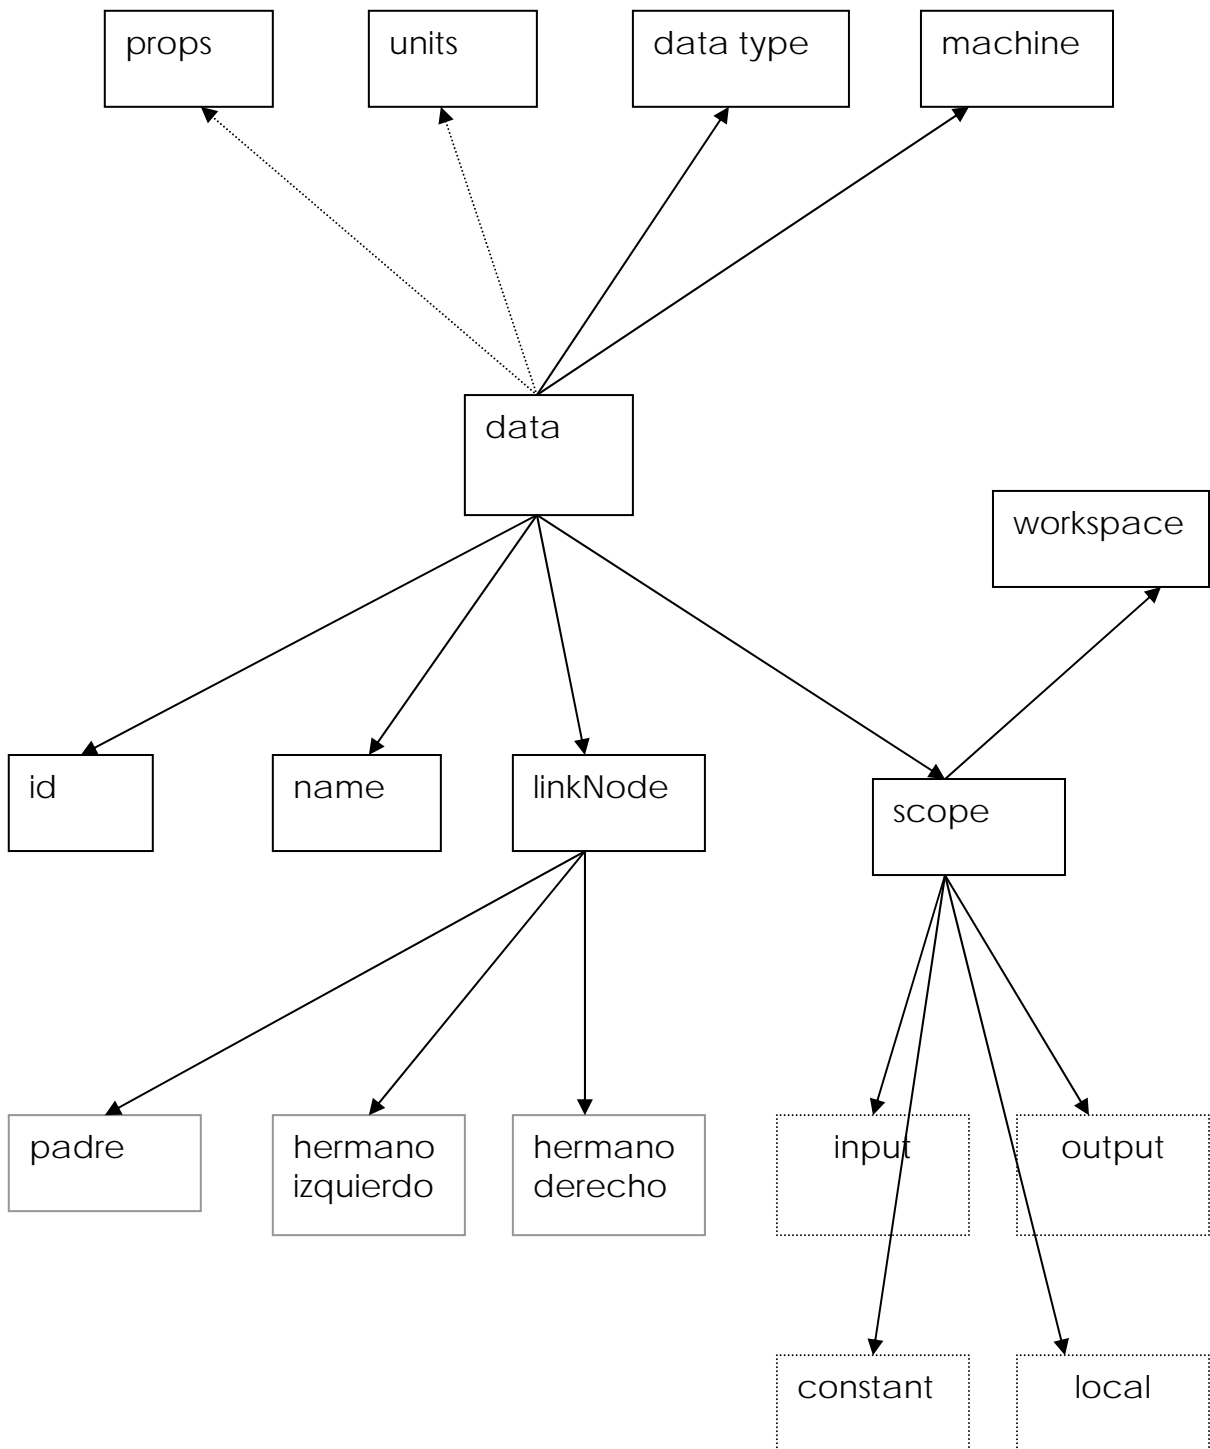 props
units
data type
machine
data
workspace
id
name
linkNode
scope
padre
hermano
izquierdo
hermano
derecho
input
output
constant
local